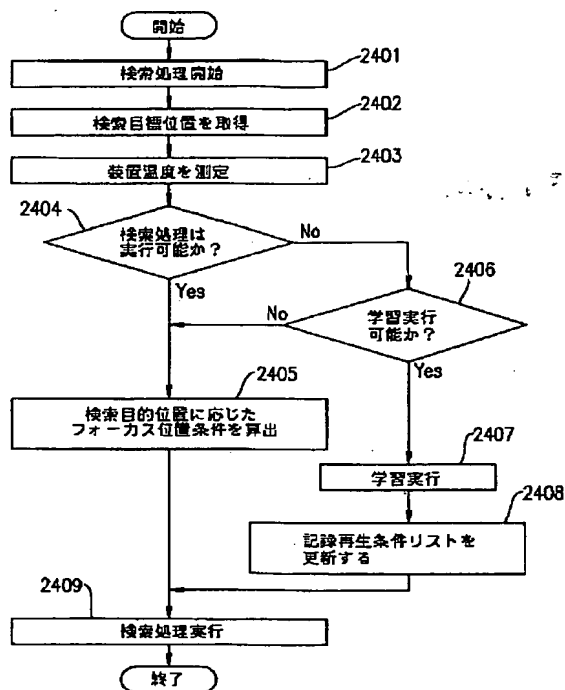 開始
検索処理開始
2401
検索目標位置を取得
2402
装置温度を測定
2403
2404
検索処理は
実行可能か？
No
Yes
2406
学習実行
可能か？
No
Yes
2405
検索目的位置に応じた
フォーカス位置条件を算出
2407
学習実行
2408
記録再生条件リストを
更新する
2409
検索処理実行
終了